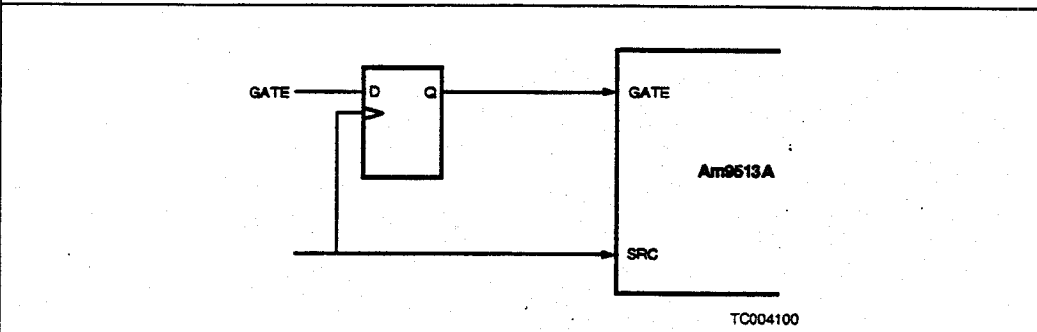 GATE
D
Q
GATE
Am9513A
SRC
TC004100